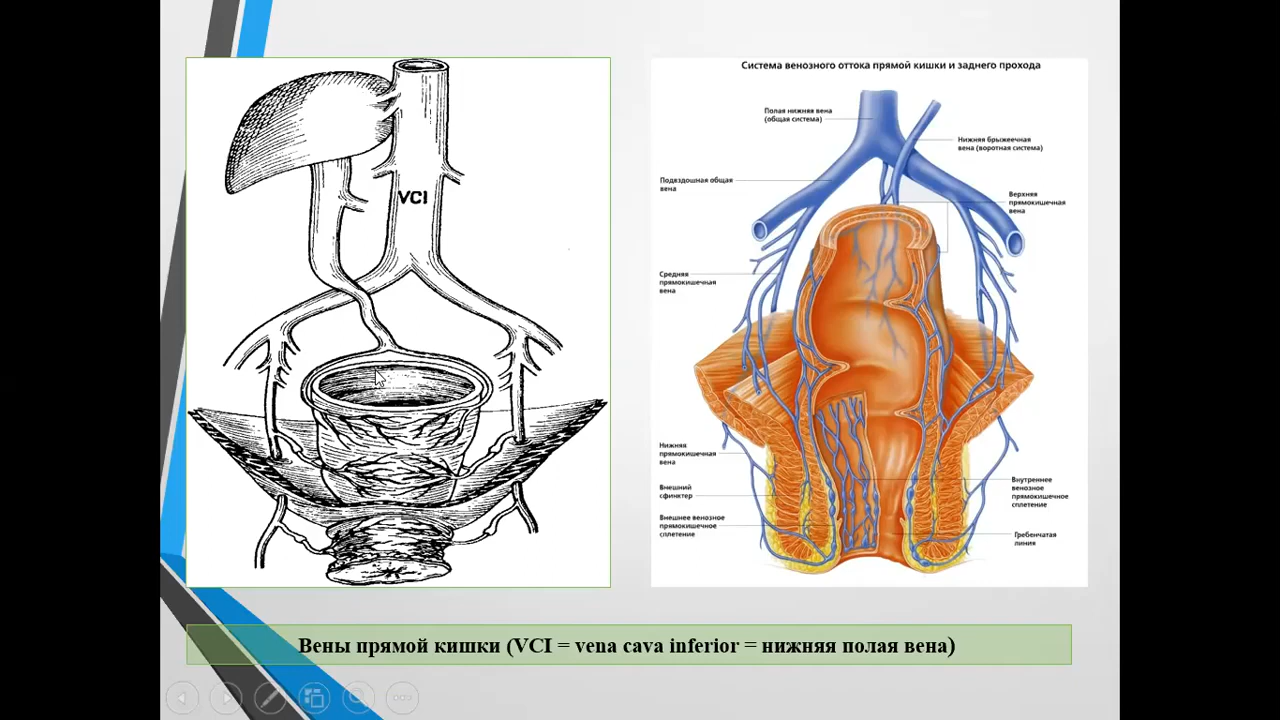 VCI
Система венозного оттока прямой кишки и заднего прохода
Полая нижняя вена
(общая система)
Нижняя брыжеечная
вена (воротная система)
Подвздошная общая
вена
Верхняя
прямокишечная
вена
Средняя
прямокишечная
вена
Нижняя
прямокишечная
вена
Внешний
сфинктер
Внешнее венозное
прямокишечное
сплетение
Внутреннее
венозное
прямокишечное
сплетение
Гребенчатая
линия
Вены прямой кишки (VCI = vena cava inferior = нижняя полая вена)